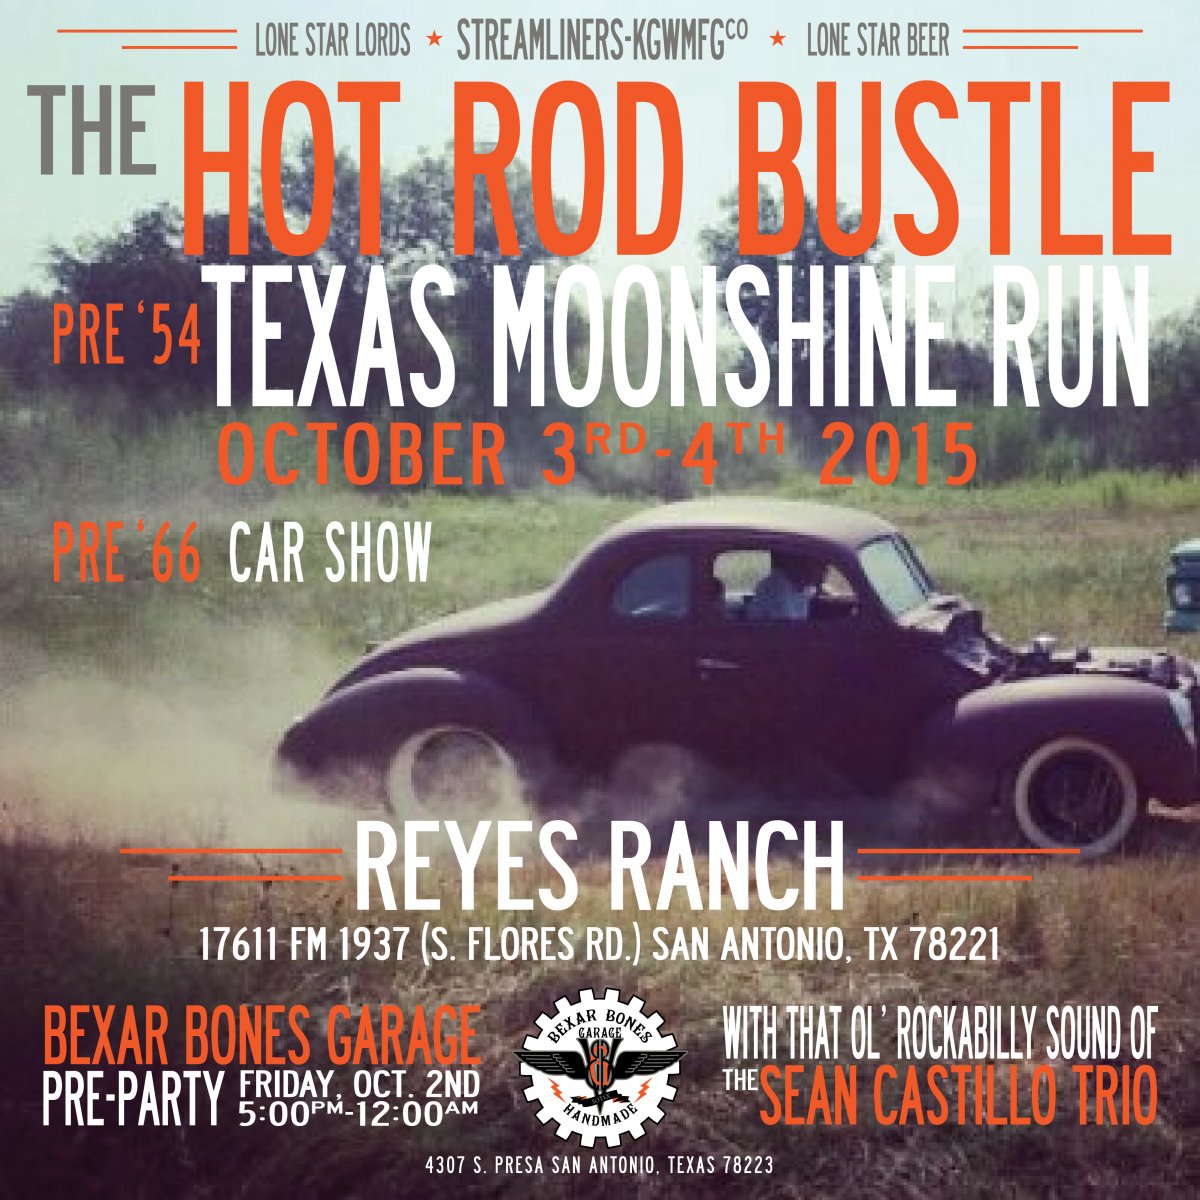 LONE STAR LORDS ★ STREAMLINERS-KGWMFG CO ★ LONE STAR BEER
THE HOT ROD BUSTLE
PRE '54 TEXAS MOONSHINE RUN
OCTOBER 3RD-4TH 2015
PRE '66 CAR SHOW
REYES RANCH
17611 FM 1937 (S. FLORES RD.) SAN ANTONIO, TX 78221
BEXAR BONES GARAGE
PRE-PARTY FRIDAY, OCT. 2ND
5:00PM-12:00AM
BEXAR BONES
GARAGE
HANDMADE
WITH THAT OL' ROCKABILLY SOUND OF
THE SEAN CASTILLO TRIO
4307 S. PRESA SAN ANTONIO, TEXAS 78223